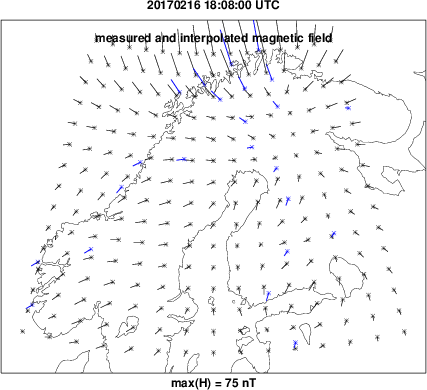 20170216 18:08:00 UTC
measured and interpolated magnetic field
max(H) = 75 nT